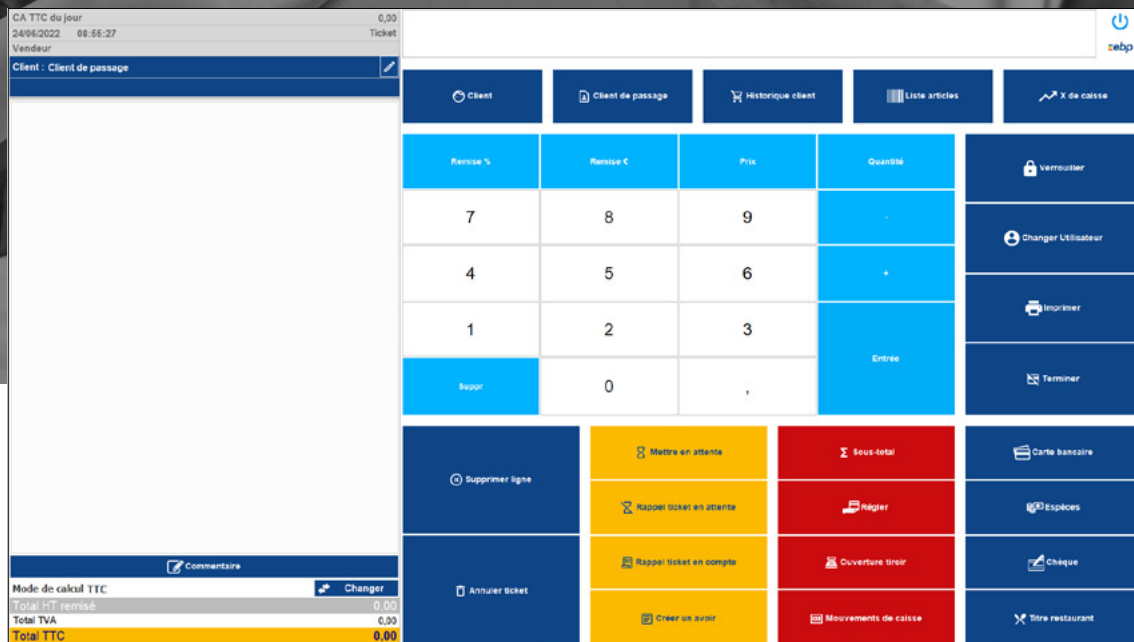 CA TTC du jour 0,00
24/06/2022 08:55:27 Ticket
Vendeur
Client : Client de passage
ebp
Client
Client de passage
Historique client
Liste articles
X de caisse
Remise %
Remise €
Prix
Quantité
Verrouiller
7
8
9
-
Changer Utilisateur
4
5
6
+
Imprimer
1
2
3
Entrée
Terminer
Suppr
0
,
Supprimer ligne
Mettre en attente
Sous-total
Carte bancaire
Rappel ticket en attente
Régler
Espèces
Annuler ticket
Rappel ticket en compte
Ouverture tiroir
Chèque
Créer un avoir
Mouvements de caisse
Titre restaurant
Commentaire
Mode de calcul TTC Changer
Total HT remisé 0,00
Total TVA 0,00
Total TTC 0,00